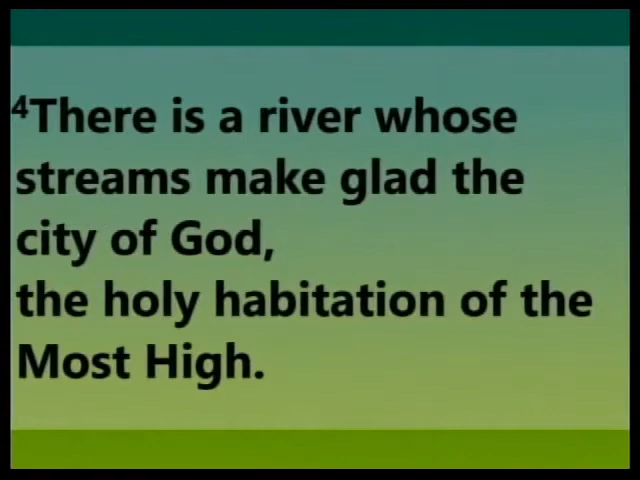 ⁴There is a river whose
streams make glad the
city of God,
the holy habitation of the
Most High.